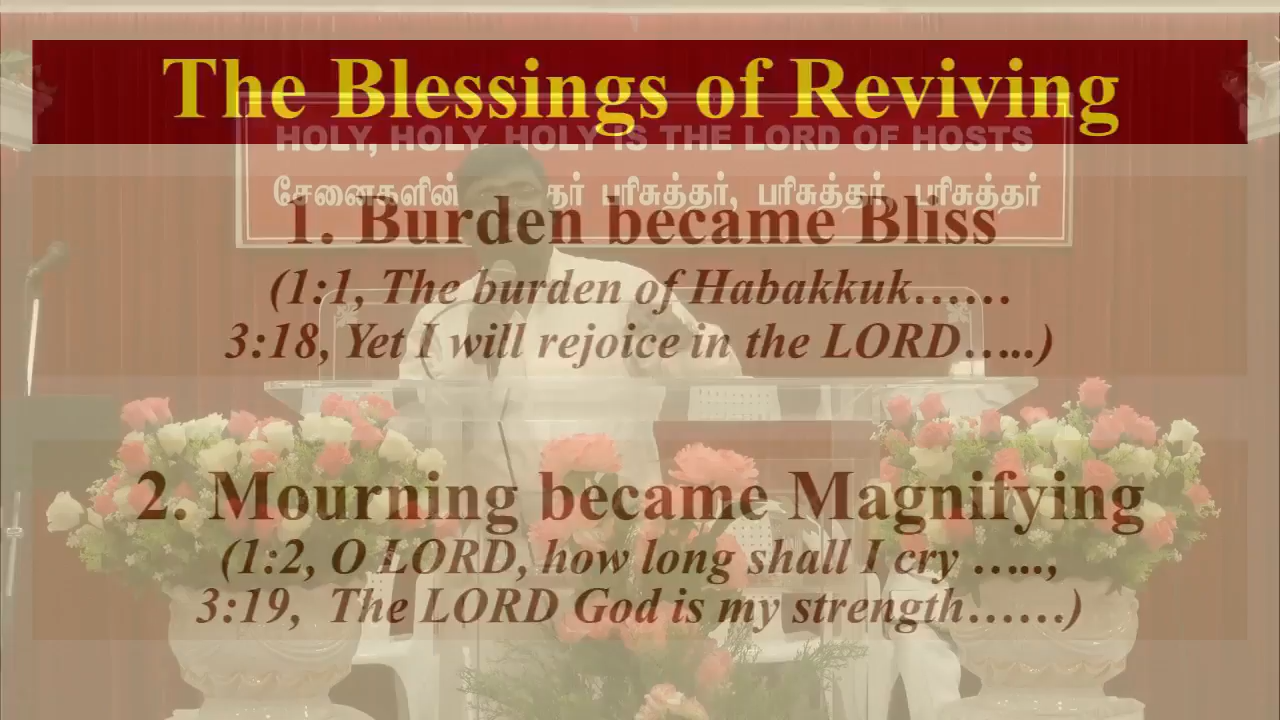 The Blessings of Reviving
HOLY, HOLY, HOLY IS THE LORD OF HOSTS
பரிசுத்தர், பரிசுத்தர், பரிசுத்தர்
1. Burden became Bliss
(1:1, The burden of Habakkuk……
3:18, Yet I will rejoice in the LORD…..)
2. Mourning became Magnifying
(1:2, O LORD, how long shall I cry …..,
3:19, The LORD God is my strength……)